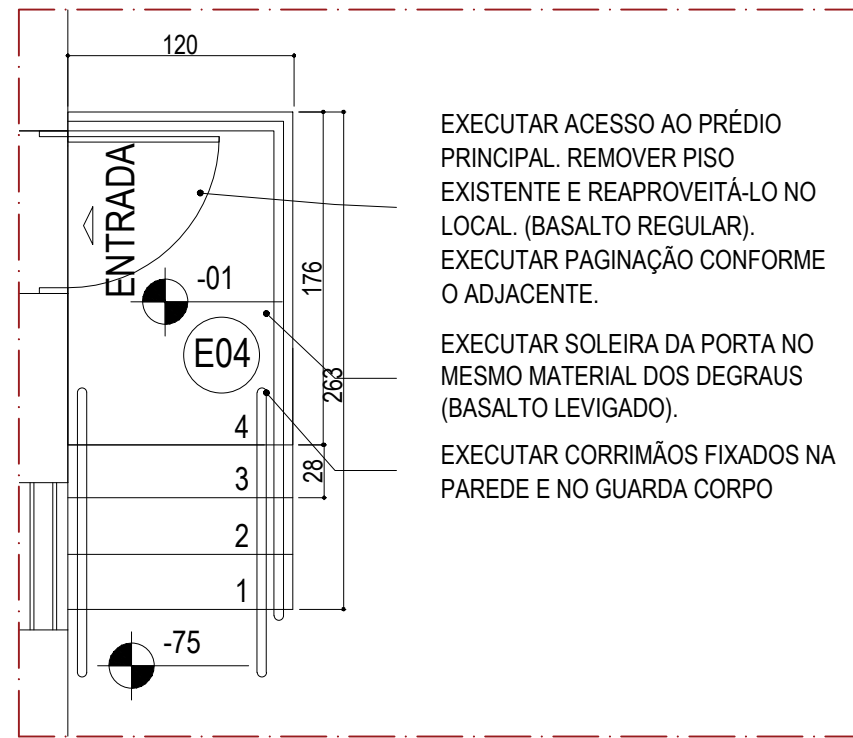 120
ENTRADA
-01
176
263
E04
4
3
28
2
1
-75
EXECUTAR ACESSO AO PRÉDIO
PRINCIPAL. REMOVER PISO
EXISTENTE E REAPROVEITÁ-LO NO
LOCAL. (BASALTO REGULAR).
EXECUTAR PAGINAÇÃO CONFORME
O ADJACENTE.
EXECUTAR SOLEIRA DA PORTA NO
MESMO MATERIAL DOS DEGRAUS
(BASALTO LEVIGADO).
EXECUTAR CORRIMÃOS FIXADOS NA
PAREDE E NO GUARDA CORPO